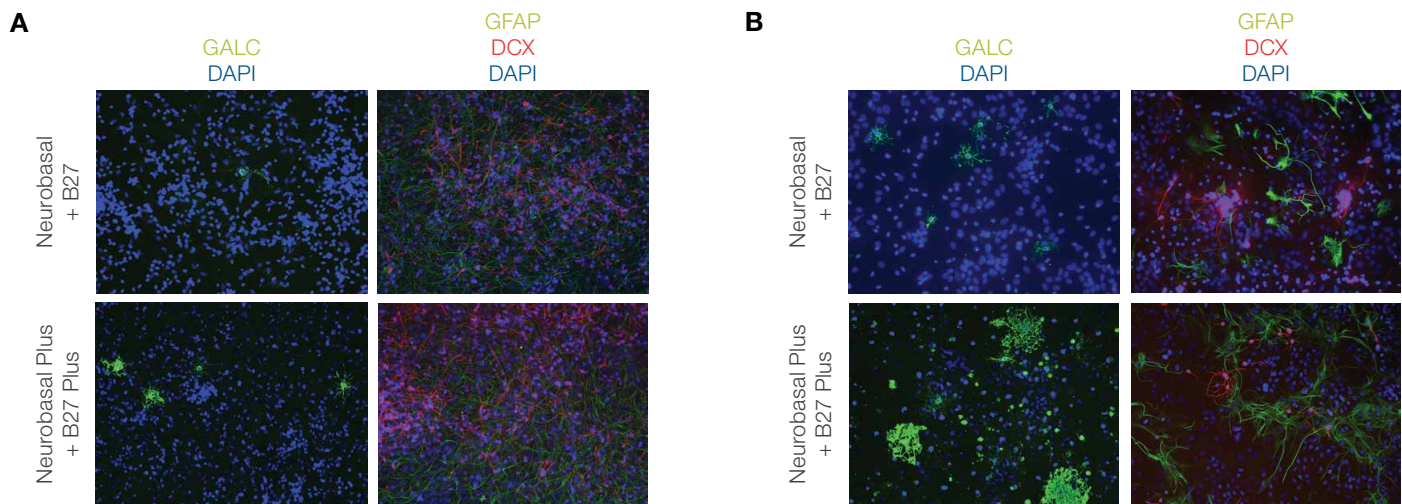 A
GALC
DAPI
GFAP
DCX
DAPI
Neurobasal
+ B27
Neurobasal Plus
+ B27 Plus
B
GALC
DAPI
GFAP
DCX
DAPI
Neurobasal
+ B27
Neurobasal Plus
+ B27 Plus